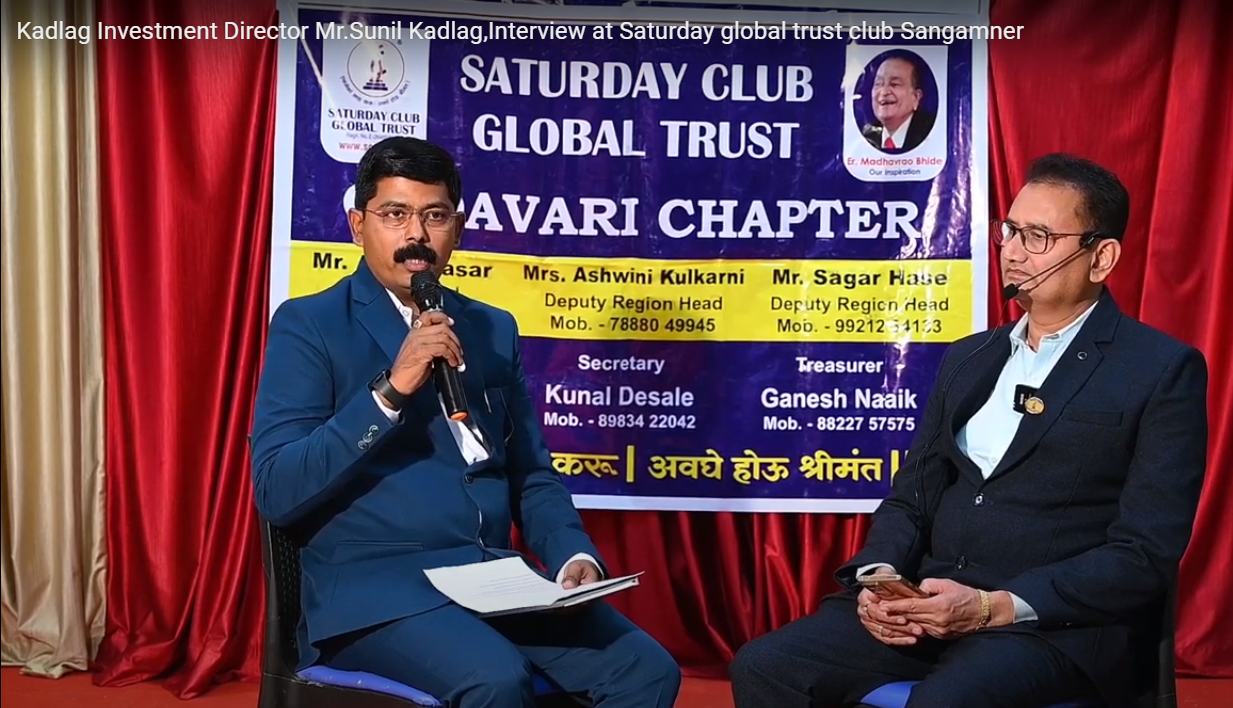 Kadlag Investment Director Mr.Sunil Kadlag,Interview at Saturday global trust club Sangamner
SATURDAY CLUB
GLOBAL TRUST
SATURDAY CLUB
GLOBAL TRUST
Er. Madhavrao Bhide
Our Inspiration
AVARI CHAPTER
Mr.
Mrs. Ashwini Kulkarni
Mr. Sagar Hase
Deputy Region Head
Deputy Region Head
Mob. - 78880 49945
Mob. - 99212
Secretary
Treasurer
Kunal Desale
Ganesh Naaik
Mob. - 89834 22042
Mob. - 88227 57575
करू | अवघे होऊ श्रीमंत ||